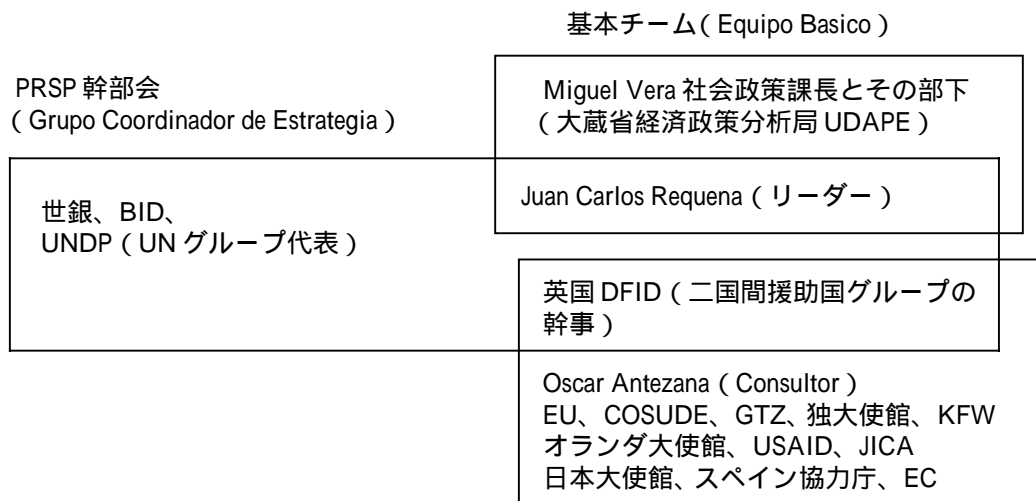 基本チーム（Equipo Basico）
PRSP 幹部会
（Grupo Coordinador de Estrategia）
Miguel Vera 社会政策課長とその部下
（大蔵省経済政策分析局 UDAPE）
Juan Carlos Requena（リーダー）
世銀、BID、
UNDP（UN グループ代表）
英国 DFID（二国間援助国グループの
幹事）
Oscar Antezana（Consultor）
EU、COSUDE、GTZ、独大使館、KFW
オランダ大使館、USAID、JICA
日本大使館、スペイン協力庁、EC